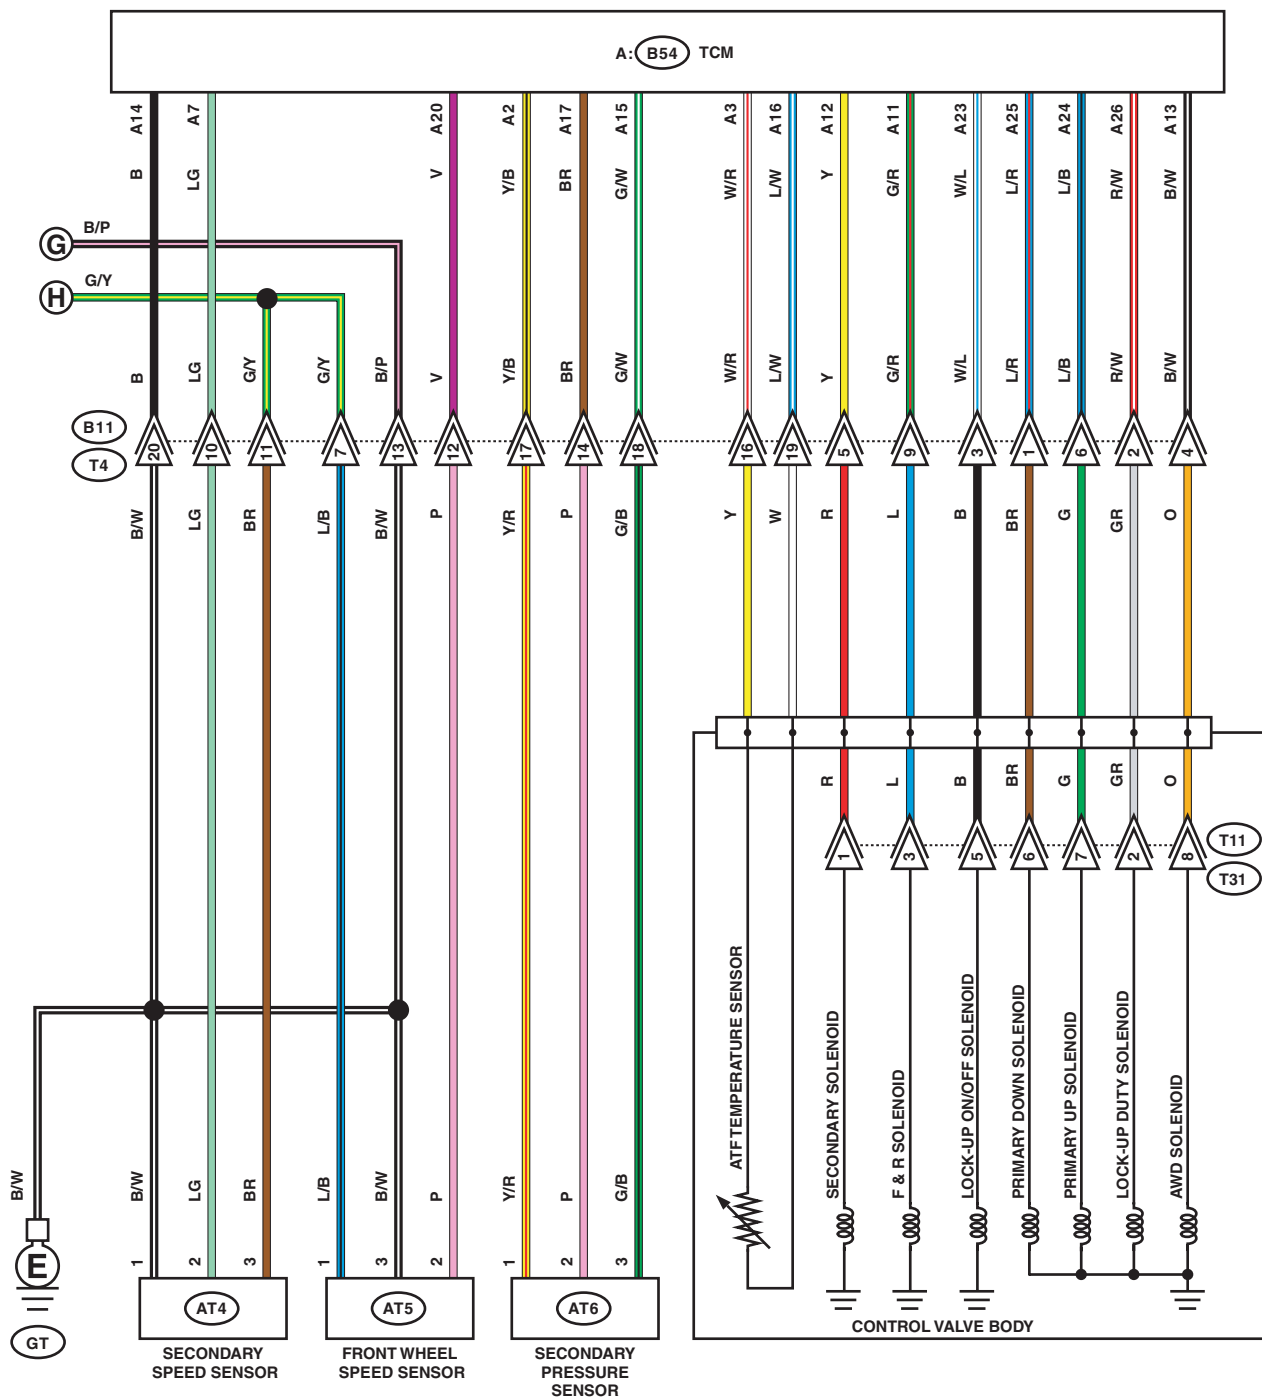 A: B54 TCM
A14 A7 A20 A2 A17 A15 A3 A16 A12 A11 A23 A25 A24 A26 A13
B LG V Y/B BR G/W W/R L/W Y G/R W/L L/R L/B R/W B/W
G B/P
H G/Y
B LG G/Y G/Y B/P V Y/B BR G/W W/R L/W Y G/R W/L L/R L/B R/W B/W
B11
T4
20 10 11 7 13 12 17 14 18 16 19 5 9 3 1 6 2 4
B/W LG BR L/B B/W P Y/R P G/B Y W R L B BR G GR O
R L B BR G GR O
T11
1 3 5 6 7 2 8
T31
ATF TEMPERATURE SENSOR
SECONDARY SOLENOID
F & R SOLENOID
LOCK-UP ON/OFF SOLENOID
PRIMARY DOWN SOLENOID
PRIMARY UP SOLENOID
LOCK-UP DUTY SOLENOID
AWD SOLENOID
B/W B/W LG BR L/B B/W P Y/R P G/B
1 2 3 1 3 2 1 2 3
E
GT
AT4 AT5 AT6
CONTROL VALVE BODY
SECONDARY
SPEED SENSOR
FRONT WHEEL
SPEED SENSOR
SECONDARY
PRESSURE
SENSOR